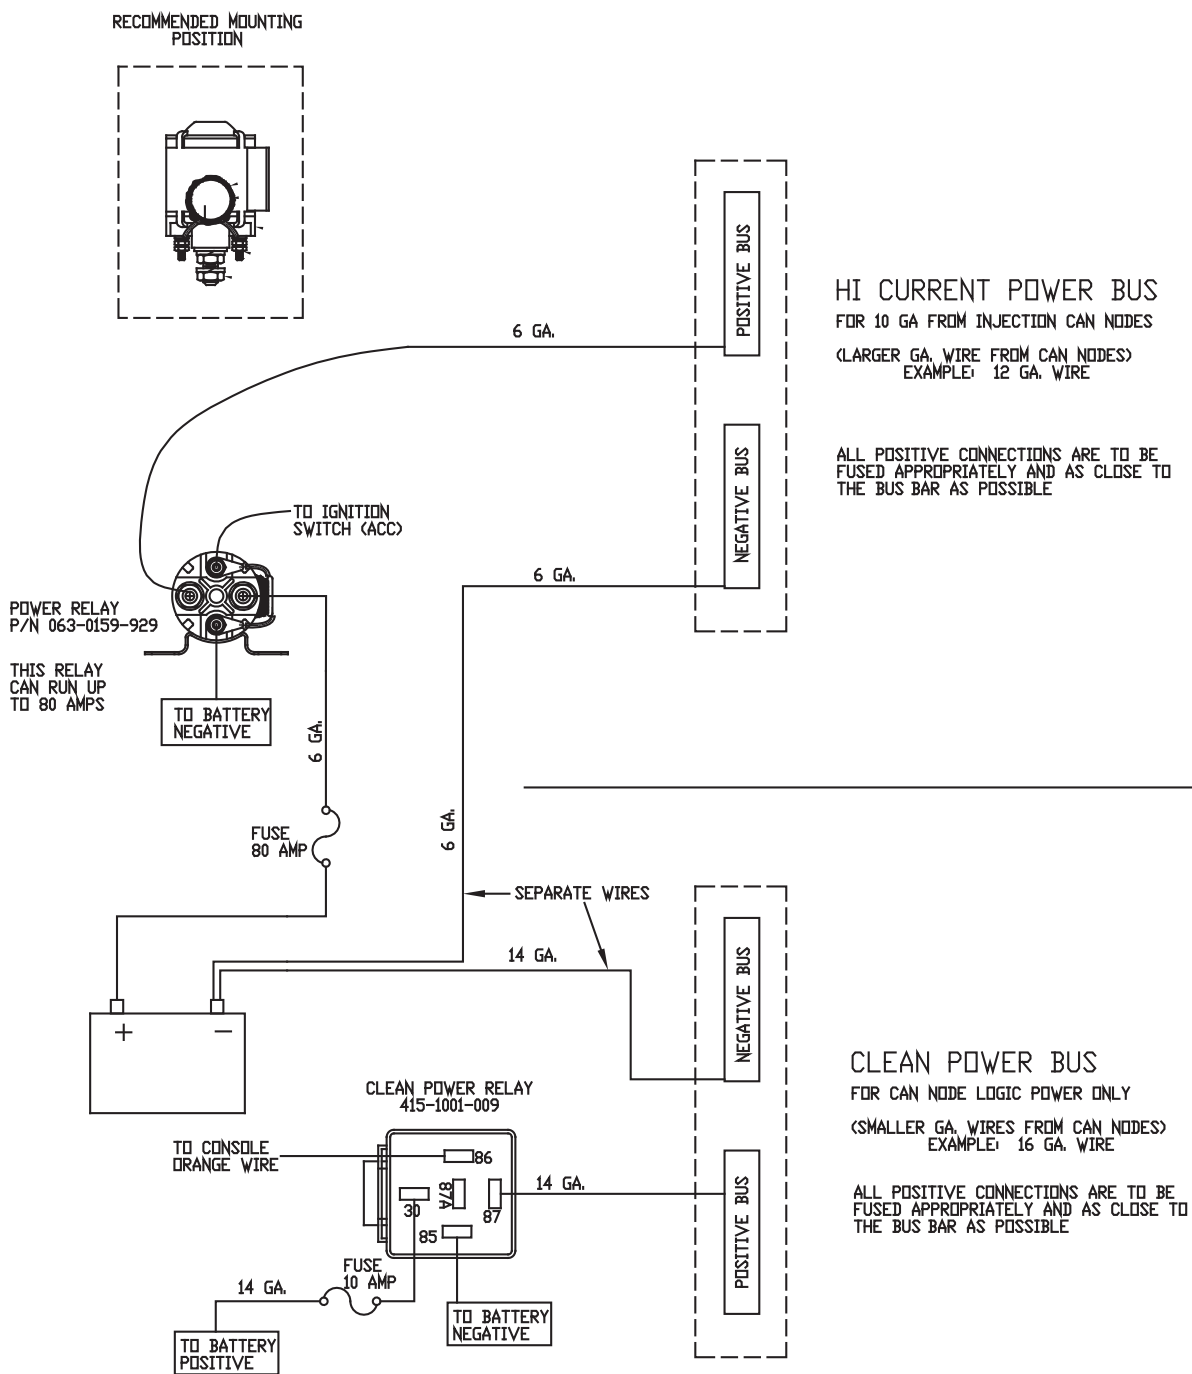 RECOMMENDED MOUNTING
POSITION
POSITIVE BUS
HI CURRENT POWER BUS
FOR 10 GA FROM INJECTION CAN NODES
(LARGER GA. WIRE FROM CAN NODES)
EXAMPLE: 12 GA. WIRE
6 GA.
NEGATIVE BUS
ALL POSITIVE CONNECTIONS ARE TO BE
FUSED APPROPRIATELY AND AS CLOSE TO
THE BUS BAR AS POSSIBLE
TO IGNITION
SWITCH (ACC)
6 GA.
POWER RELAY
P/N 063-0159-929
THIS RELAY
CAN RUN UP
TO 80 AMPS
TO BATTERY
NEGATIVE
6 GA.
FUSE
80 AMP
6 GA.
SEPARATE WIRES
14 GA.
+ −
NEGATIVE BUS
CLEAN POWER BUS
FOR CAN NODE LOGIC POWER ONLY
(SMALLER GA. WIRES FROM CAN NODES)
EXAMPLE: 16 GA. WIRE
CLEAN POWER RELAY
415-1001-009
TO CONSOLE
ORANGE WIRE
86
87A
30
87
85
14 GA.
POSITIVE BUS
ALL POSITIVE CONNECTIONS ARE TO BE
FUSED APPROPRIATELY AND AS CLOSE TO
THE BUS BAR AS POSSIBLE
FUSE
10 AMP
14 GA.
TO BATTERY
NEGATIVE
TO BATTERY
POSITIVE